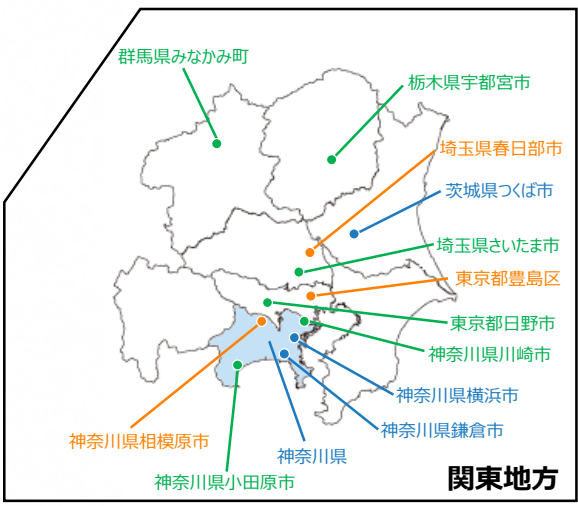 群馬県みなかみ町
栃木県宇都宮市
埼玉県春日部市
茨城県つくば市
埼玉県さいたま市
東京都豊島区
東京都日野市
神奈川県川崎市
神奈川県横浜市
神奈川県鎌倉市
神奈川県相模原市
神奈川県
神奈川県小田原市
関東地方